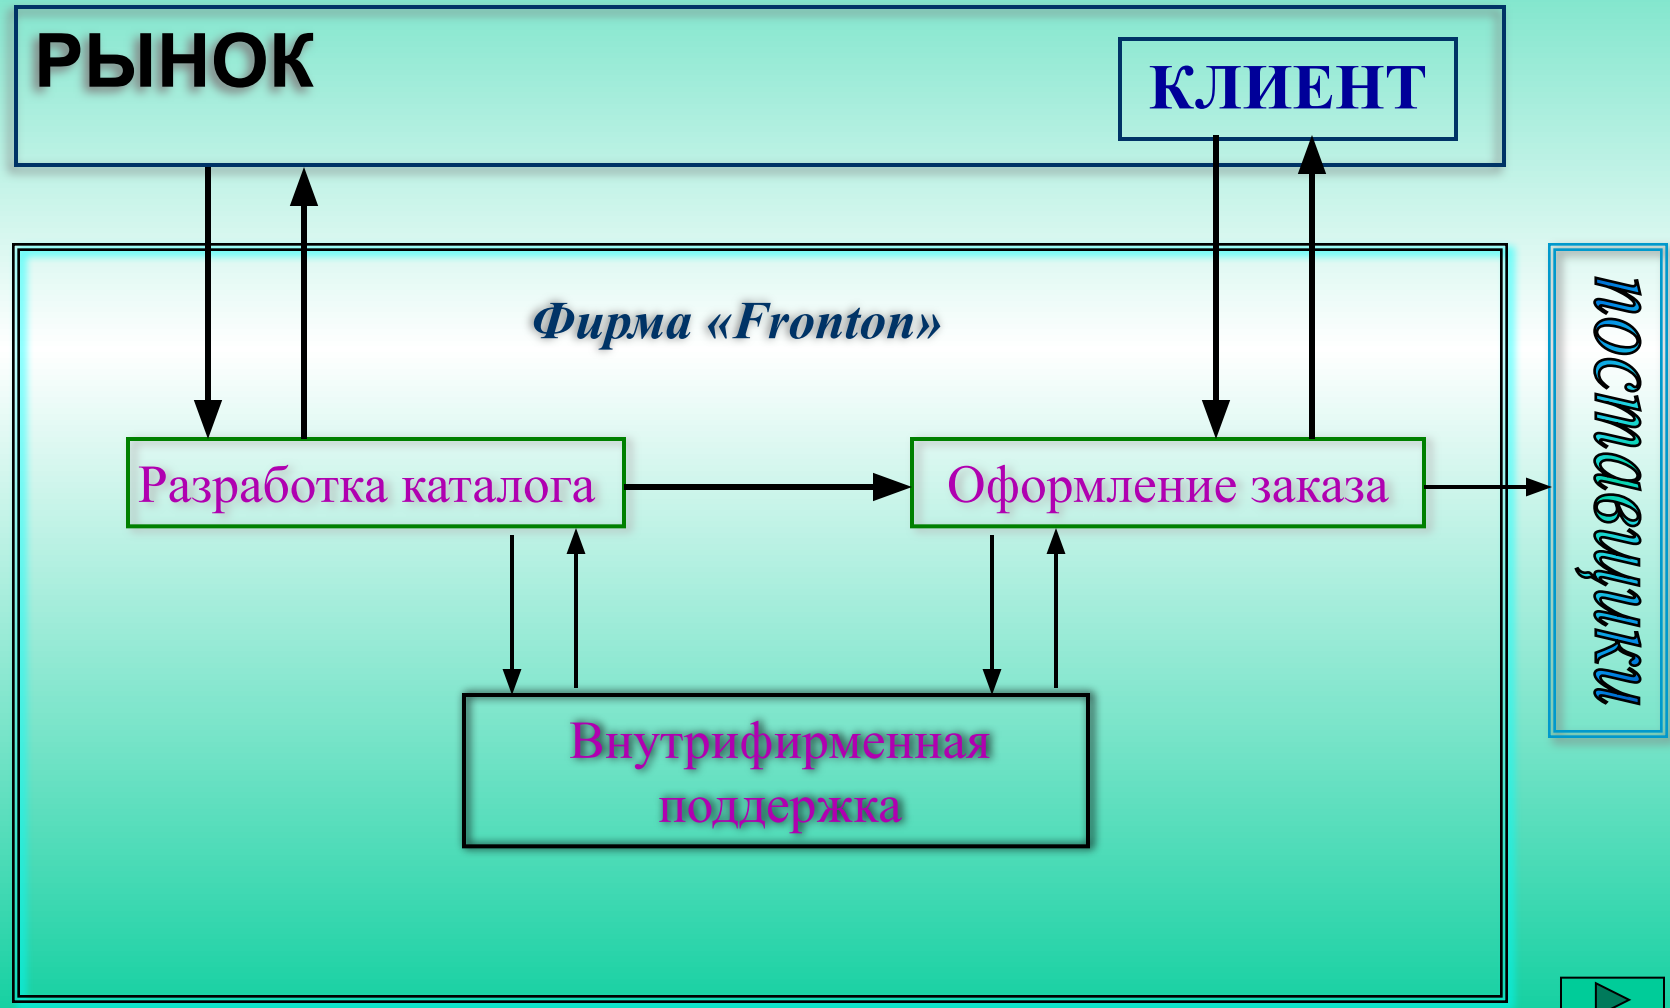 РЫНОК
КЛИЕНТ
Фирма «Fronton»
поставщики
Разработка каталога
Оформление заказа
Внутрифирменная
поддержка